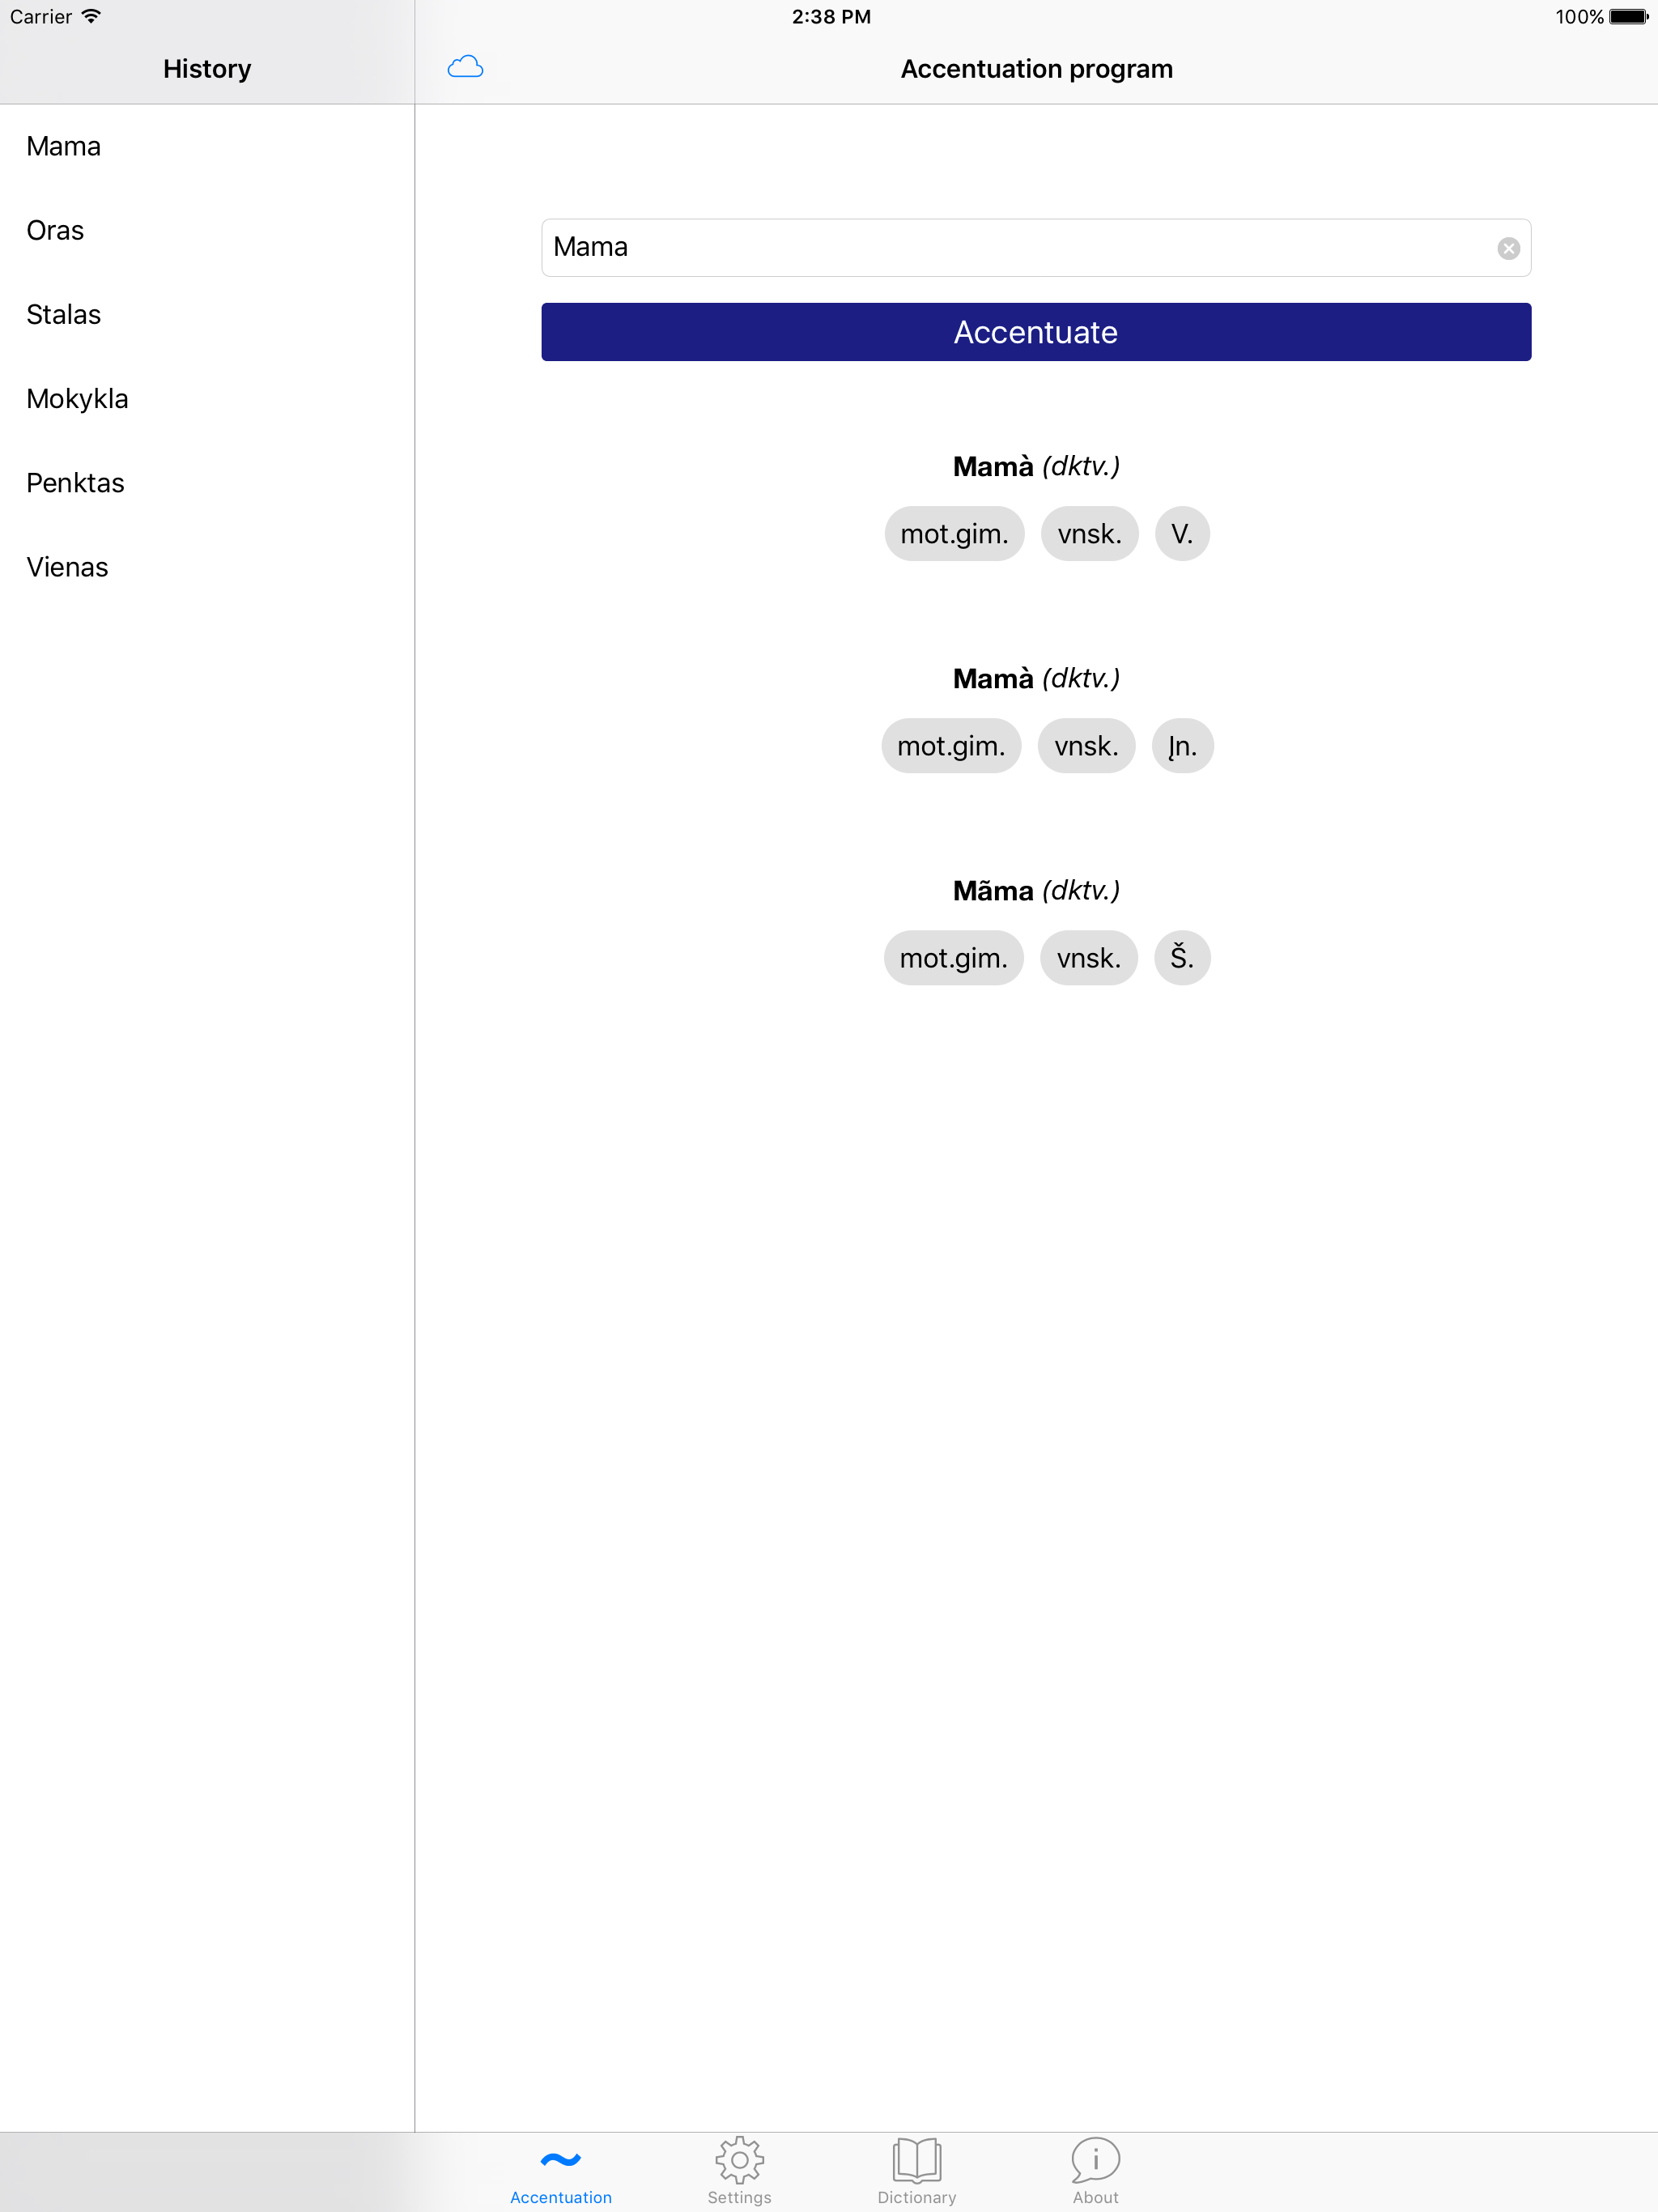 Carrier
2:38 PM
100%
History
Accentuation program
Mama
Oras
Stalas
Mokykla
Penktas
Vienas
Mama
Accentuate
Mamà (dktv.)
mot.gim. vnsk. V.
Mamà (dktv.)
mot.gim. vnsk. Įn.
Mãma (dktv.)
mot.gim. vnsk. Š.
Accentuation
Settings
Dictionary
About